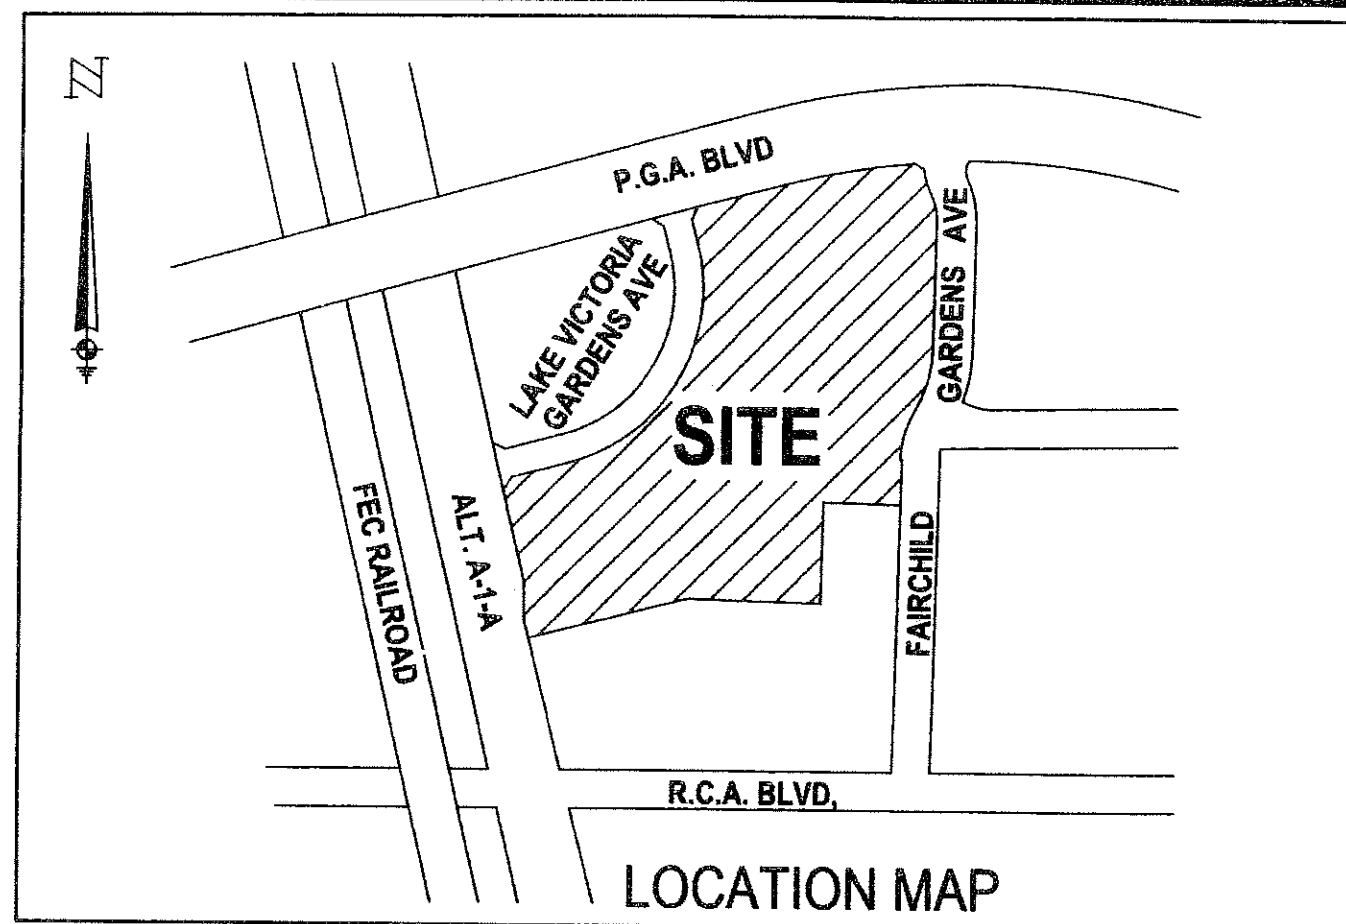 N
P.G.A. BLVD
LAKE VICTORIA
GARDENS AVE
GARDENS AVE
SITE
FEC RAILROAD
ALT. A-1-A
FAIRCHILD
R.C.A. BLVD,
LOCATION MAP